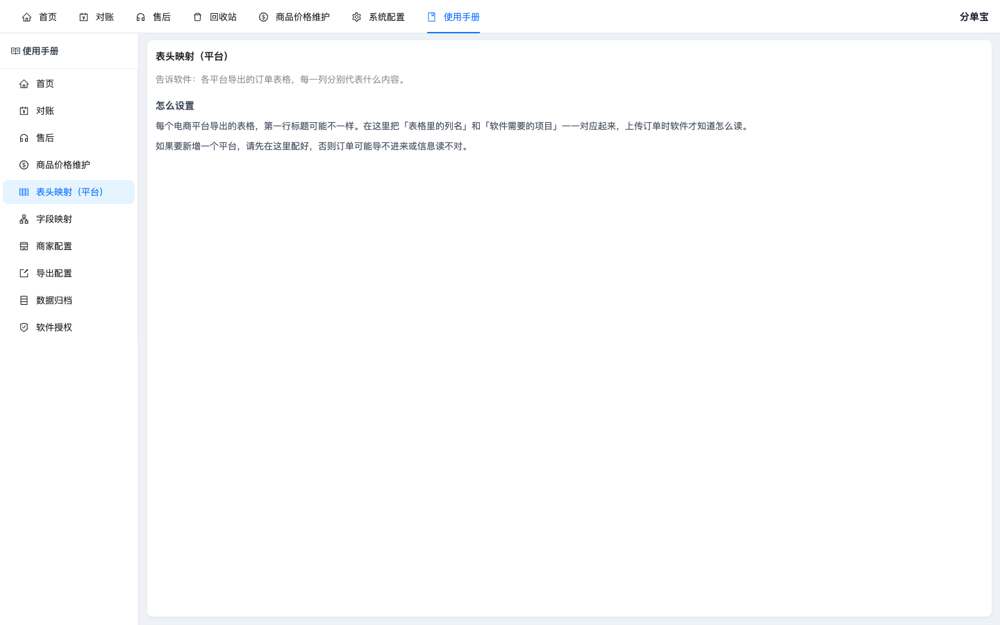 首页
对账
售后
回收站
商品价格维护
系统配置
使用手册
分单宝
使用手册
首页
对账
售后
商品价格维护
表头映射（平台）
字段映射
商家配置
导出配置
数据归档
软件授权
表头映射（平台）
告诉软件：各平台导出的订单表格，每一列分别代表什么内容。
怎么设置
每个电商平台导出的表格，第一行标题可能不一样。在这里把「表格里的列名」和「软件需要的项目」一一对应起来，上传订单时软件才知道怎么读。
如果要新增一个平台，请先在这里配好，否则订单可能导不进来或信息读不对。